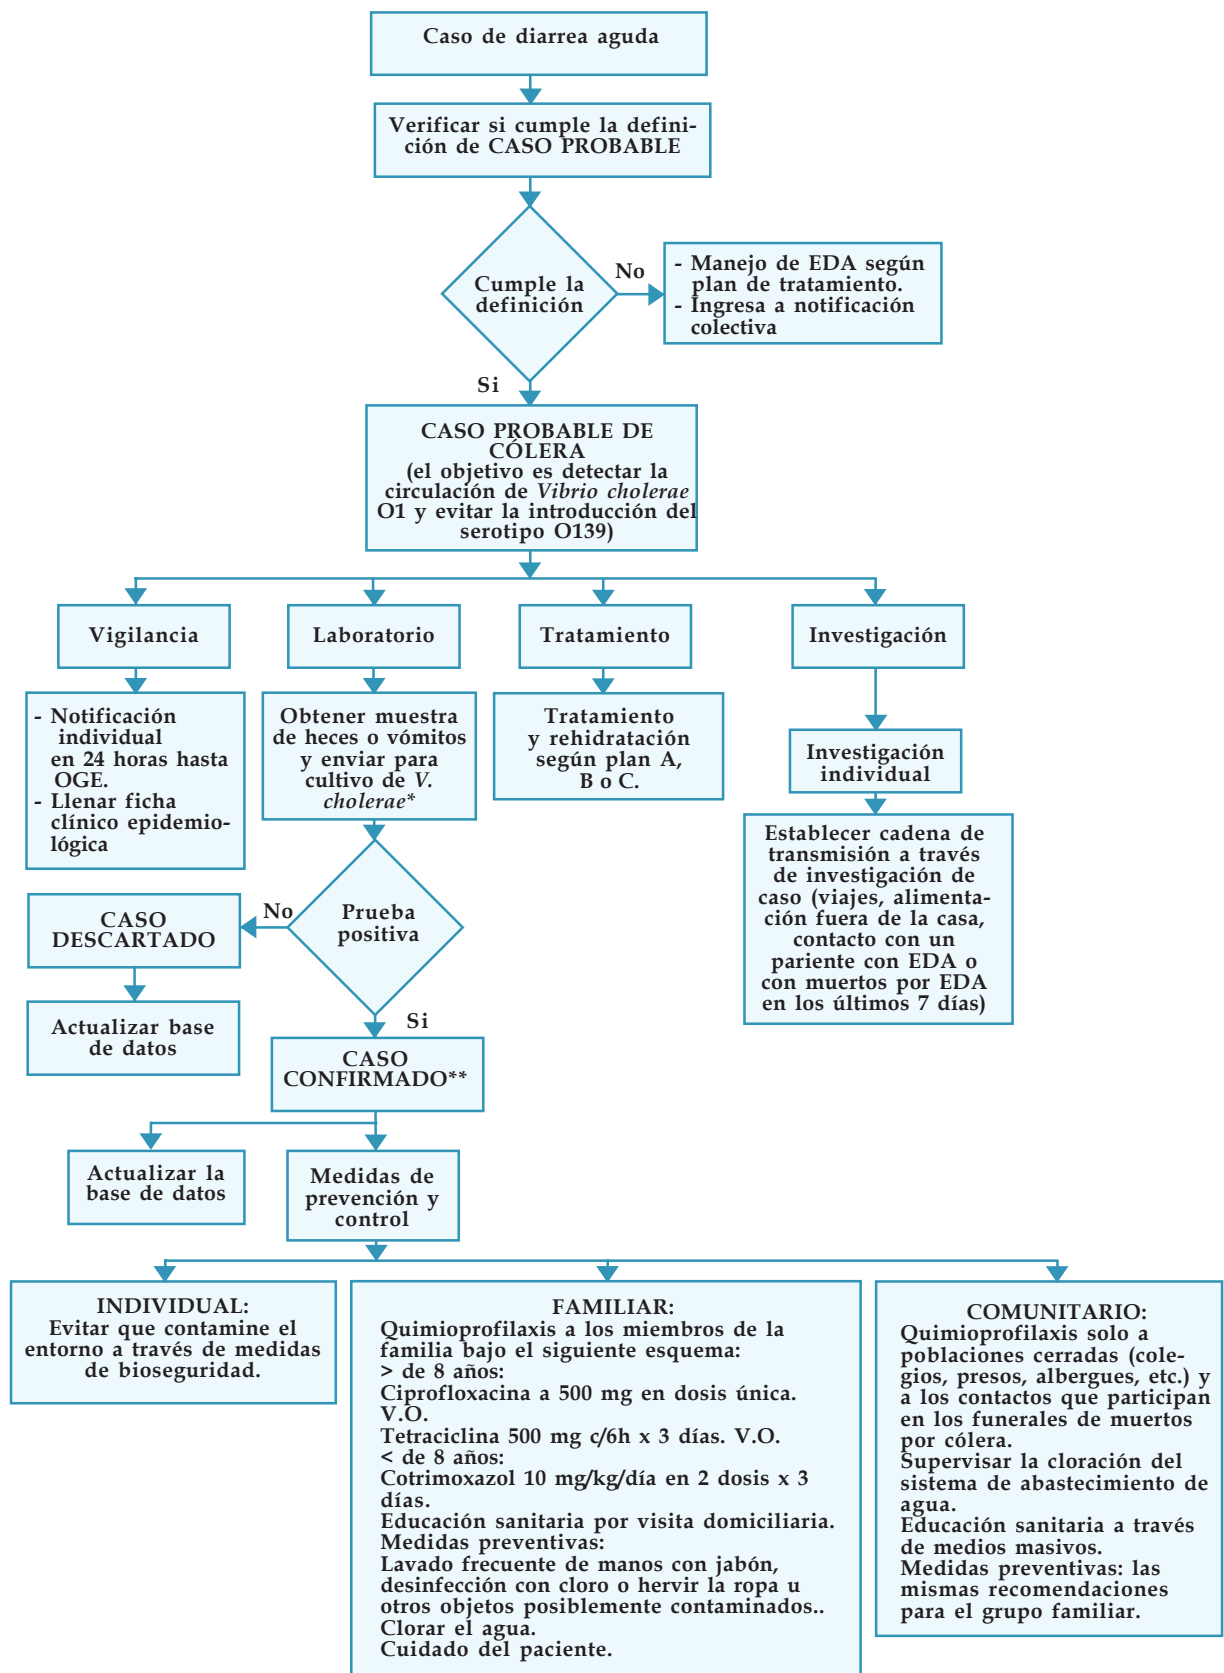 Caso de diarrea aguda
Verificar si cumple la defini-
ción de CASO PROBABLE
Cumple la
definición
No
- Manejo de EDA según
plan de tratamiento.
- Ingresa a notificación
colectiva
Si
CASO PROBABLE DE
CÓLERA
(el objetivo es detectar la
circulación de Vibrio cholerae
O1 y evitar la introducción del
serotipo O139)
Vigilancia
Laboratorio
Tratamiento
Investigación
- Notificación
individual
en 24 horas hasta
OGE.
- Llenar ficha
clínico epidemio-
lógica
Obtener muestra
de heces o vómitos
y enviar para
cultivo de V.
cholerae*
Tratamiento
y rehidratación
según plan A,
B o C.
Investigación
individual
Establecer cadena de
transmisión a través
de investigación de
caso (viajes, alimenta-
ción fuera de la casa,
contacto con un
pariente con EDA o
con muertos por EDA
en los últimos 7 días)
Prueba
positiva
No
CASO
DESCARTADO
Actualizar base
de datos
Si
CASO
CONFIRMADO**
Actualizar la
base de datos
Medidas de
prevención y
control
INDIVIDUAL:
Evitar que contamine el
entorno a través de medidas
de bioseguridad.
FAMILIAR:
Quimioprofilaxis a los miembros de la
familia bajo el siguiente esquema:
> de 8 años:
Ciprofloxacina a 500 mg en dosis única.
V.O.
Tetraciclina 500 mg c/6h x 3 días. V.O.
< de 8 años:
Cotrimoxazol 10 mg/kg/día en 2 dosis x 3
días.
Educación sanitaria por visita domiciliaria.
Medidas preventivas:
Lavado frecuente de manos con jabón,
desinfección con cloro o hervir la ropa u
otros objetos posiblemente contaminados..
Clorar el agua.
Cuidado del paciente.
COMUNITARIO:
Quimioprofilaxis solo a
poblaciones cerradas (cole-
gios, presos, albergues, etc.) y
a los contactos que participan
en los funerales de muertos
por cólera.
Supervisar la cloración del
sistema de abastecimiento de
agua.
Educación sanitaria a través
de medios masivos.
Medidas preventivas: las
mismas recomendaciones
para el grupo familiar.